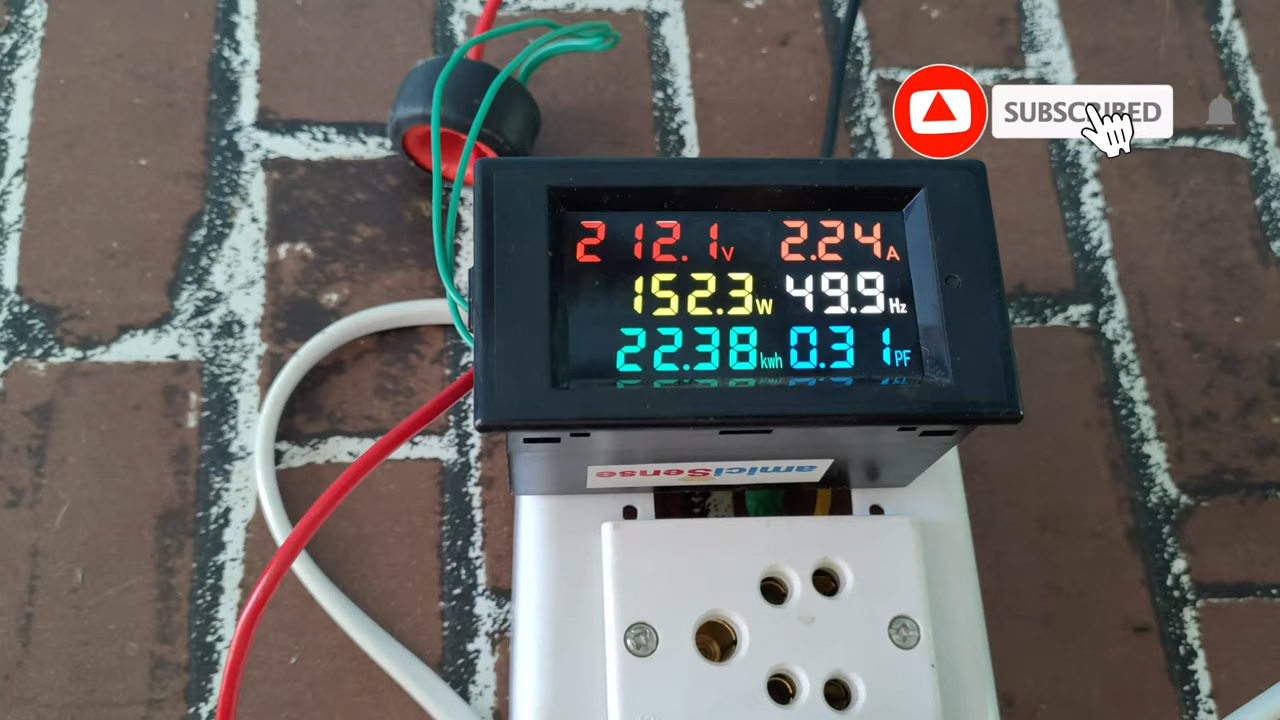 SUBSCRIBED
212.1V 2.24A
152.3W 49.9Hz
22.38kwh 0.31PF
amiciSense